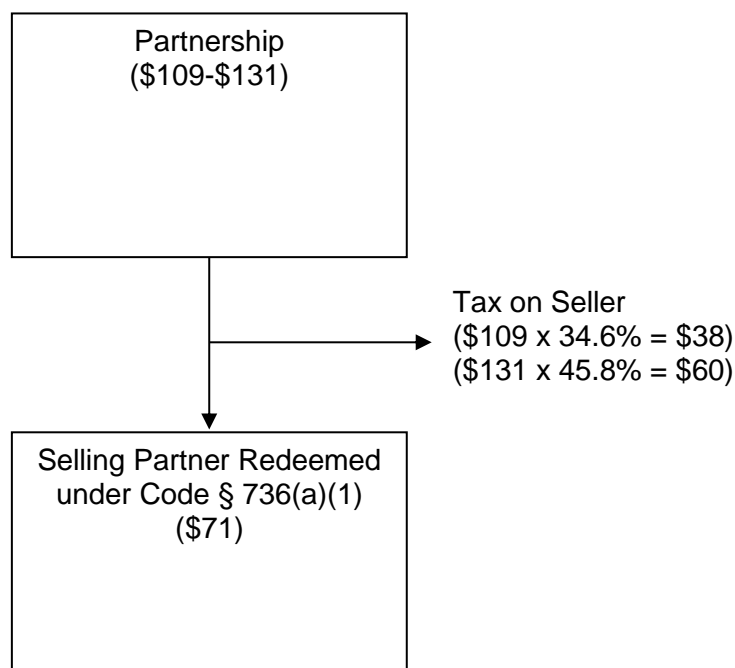 Partnership
($109-$131)
Tax on Seller
($109 x 34.6% = $38)
($131 x 45.8% = $60)
Selling Partner Redeemed
under Code § 736(a)(1)
($71)